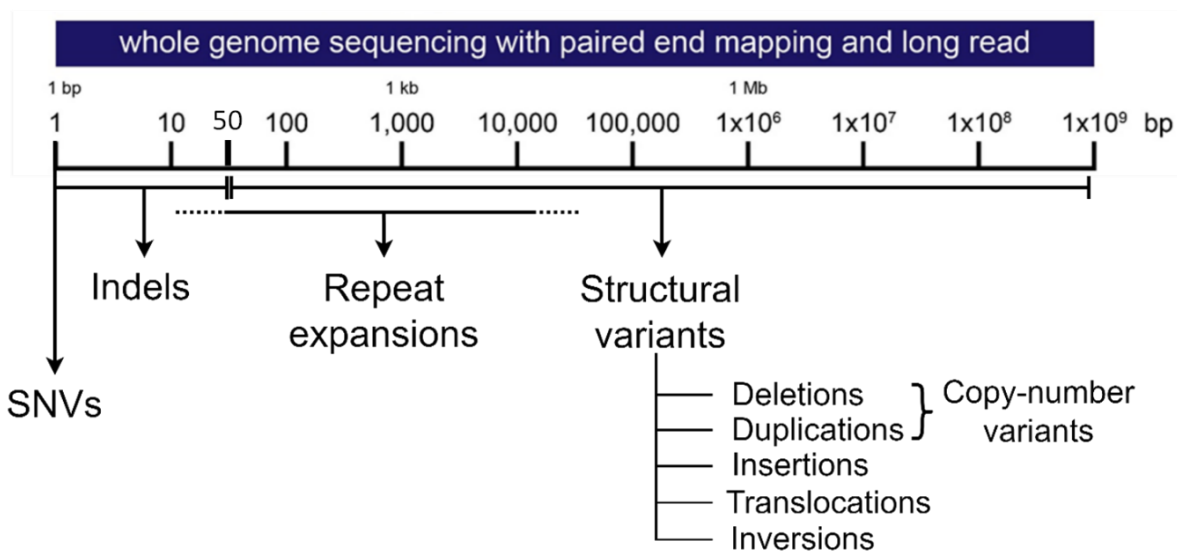 whole genome sequencing with paired end mapping and long read
1 bp 1 kb 1 Mb
1 10 50 100 1,000 10,000 100,000 1x10⁶ 1x10⁷ 1x10⁸ 1x10⁹ bp
Indels
Repeat
expansions
Structural
variants
SNVs
Deletions
Duplications
Insertions
Translocations
Inversions
Copy-number
variants